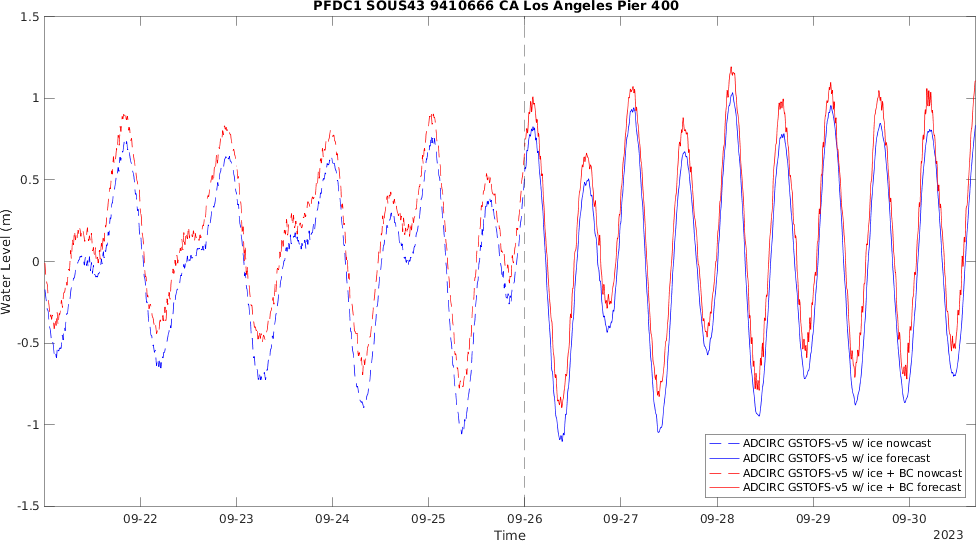 PFDC1 SOUS43 9410666 CA Los Angeles Pier 400
Water Level (m)
1.5
1
0.5
0
-0.5
-1
-1.5
ADCIRC GSTOFS-v5 w/ ice nowcast
ADCIRC GSTOFS-v5 w/ ice forecast
ADCIRC GSTOFS-v5 w/ ice + BC nowcast
ADCIRC GSTOFS-v5 w/ ice + BC forecast
09-22 09-23 09-24 09-25 09-26 09-27 09-28 09-29 09-30
Time
2023